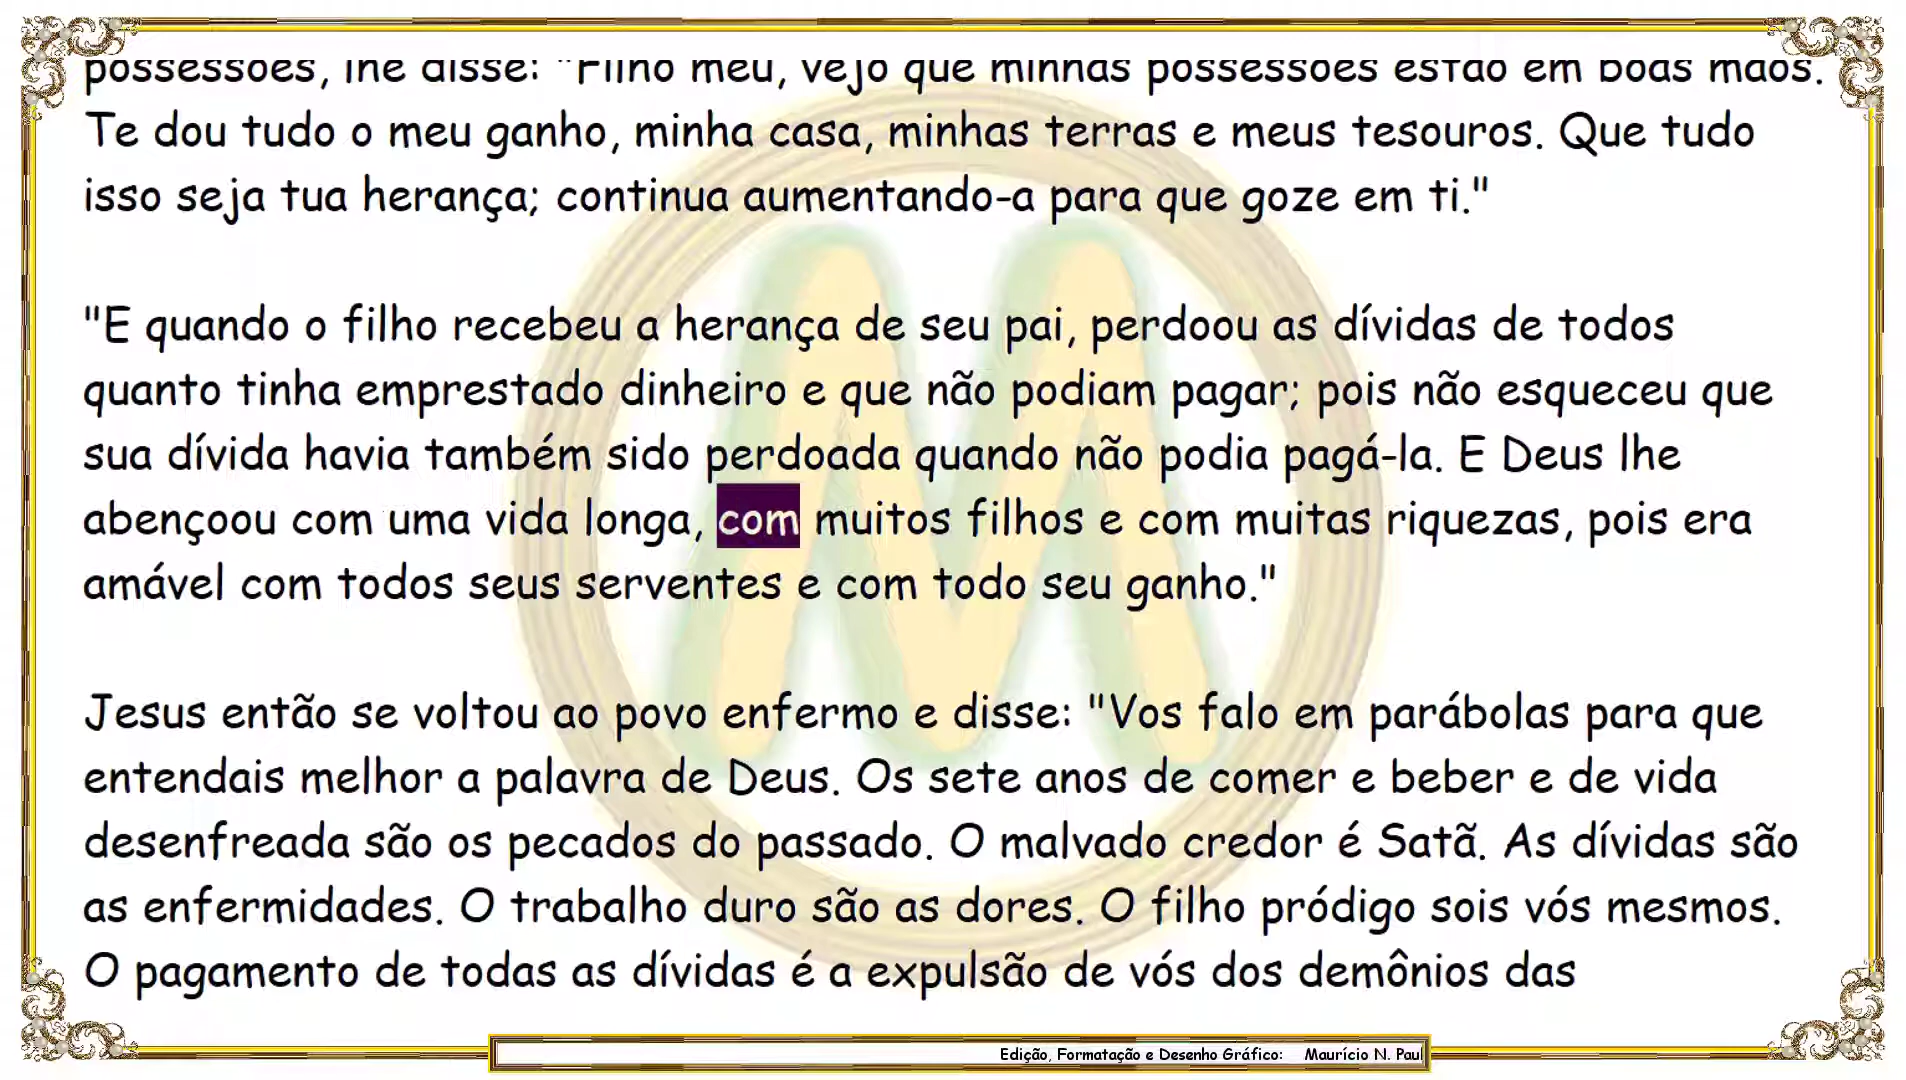 possessões, lhe disse: "Filho meu, vejo que minhas possessões estão em boas mãos.
Te dou tudo o meu ganho, minha casa, minhas terras e meus tesouros. Que tudo
isso seja tua herança; continua aumentando-a para que goze em ti."
"E quando o filho recebeu a herança de seu pai, perdoou as dívidas de todos
quanto tinha emprestado dinheiro e que não podiam pagar; pois não esqueceu que
sua dívida havia também sido perdoada quando não podia pagá-la. E Deus lhe
abençoou com uma vida longa, com muitos filhos e com muitas riquezas, pois era
amável com todos seus serventes e com todo seu ganho."
Jesus então se voltou ao povo enfermo e disse: "Vos falo em parábolas para que
entendais melhor a palavra de Deus. Os sete anos de comer e beber e de vida
desenfreada são os pecados do passado. O malvado credor é Satã. As dívidas são
as enfermidades. O trabalho duro são as dores. O filho pródigo sois vós mesmos.
O pagamento de todas as dívidas é a expulsão de vós dos demônios das
Edição, Formatação e Desenho Gráfico: Maurício N. Paul